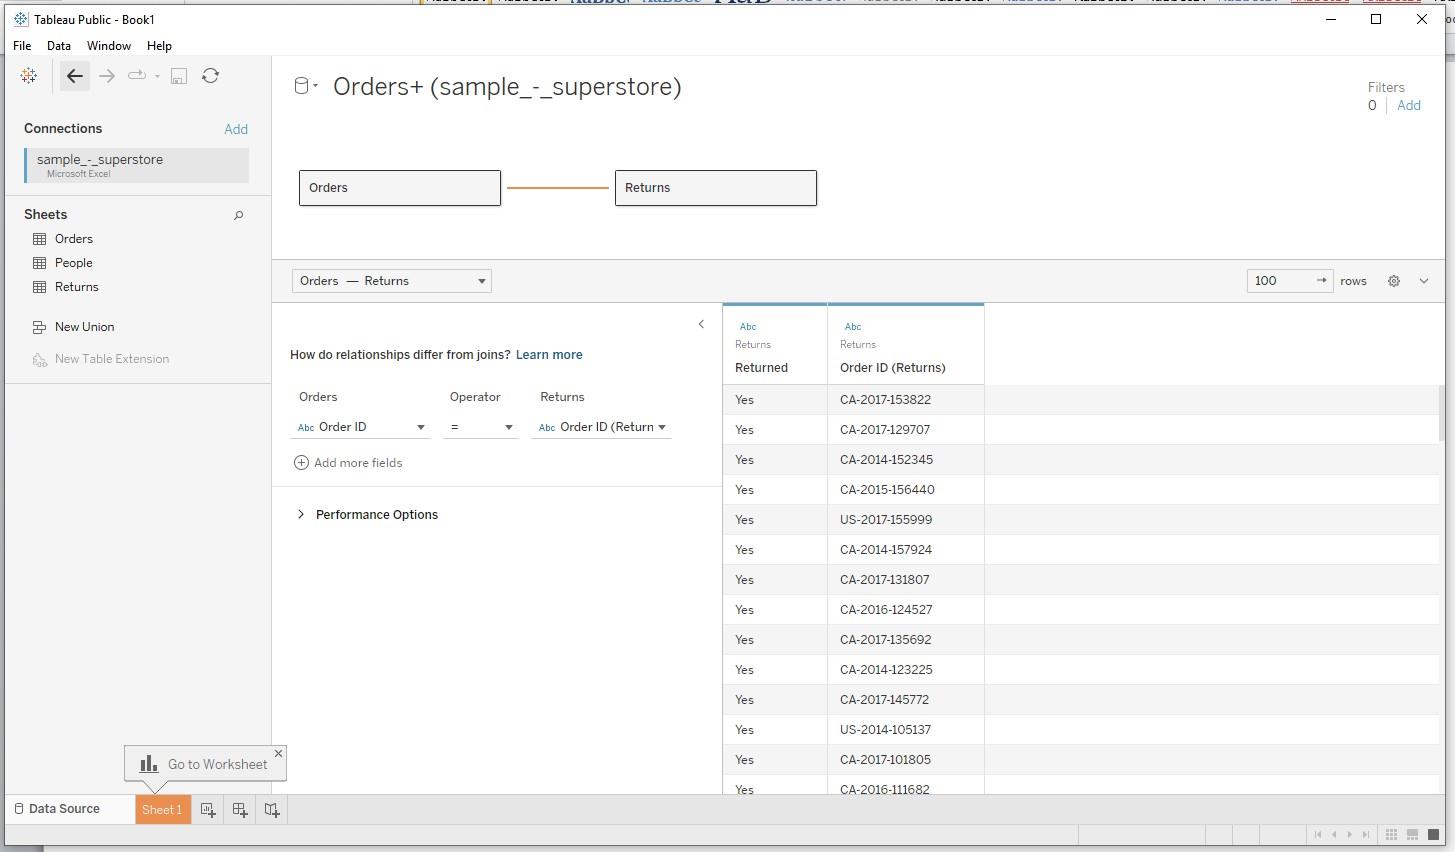 Tableau Public - Book1
File Data Window Help
Orders+ (sample_-_superstore)
Filters
0 Add
Connections Add
sample_-_superstore
Microsoft Excel
Sheets
Orders
People
Returns
New Union
New Table Extension
Orders Returns
Orders — Returns
100 rows
How do relationships differ from joins? Learn more
Orders Operator Returns
Abc Order ID = Abc Order ID (Return
Add more fields
Performance Options
Abc Abc
Returns Returns
Returned Order ID (Returns)
Yes CA-2017-153822
Yes CA-2017-129707
Yes CA-2014-152345
Yes CA-2015-156440
Yes US-2017-155999
Yes CA-2014-157924
Yes CA-2017-131807
Yes CA-2016-124527
Yes CA-2017-135692
Yes CA-2014-123225
Yes CA-2017-145772
Yes US-2014-105137
Yes CA-2017-101805
Yes CA-2016-111682
Go to Worksheet
Data Source Sheet 1